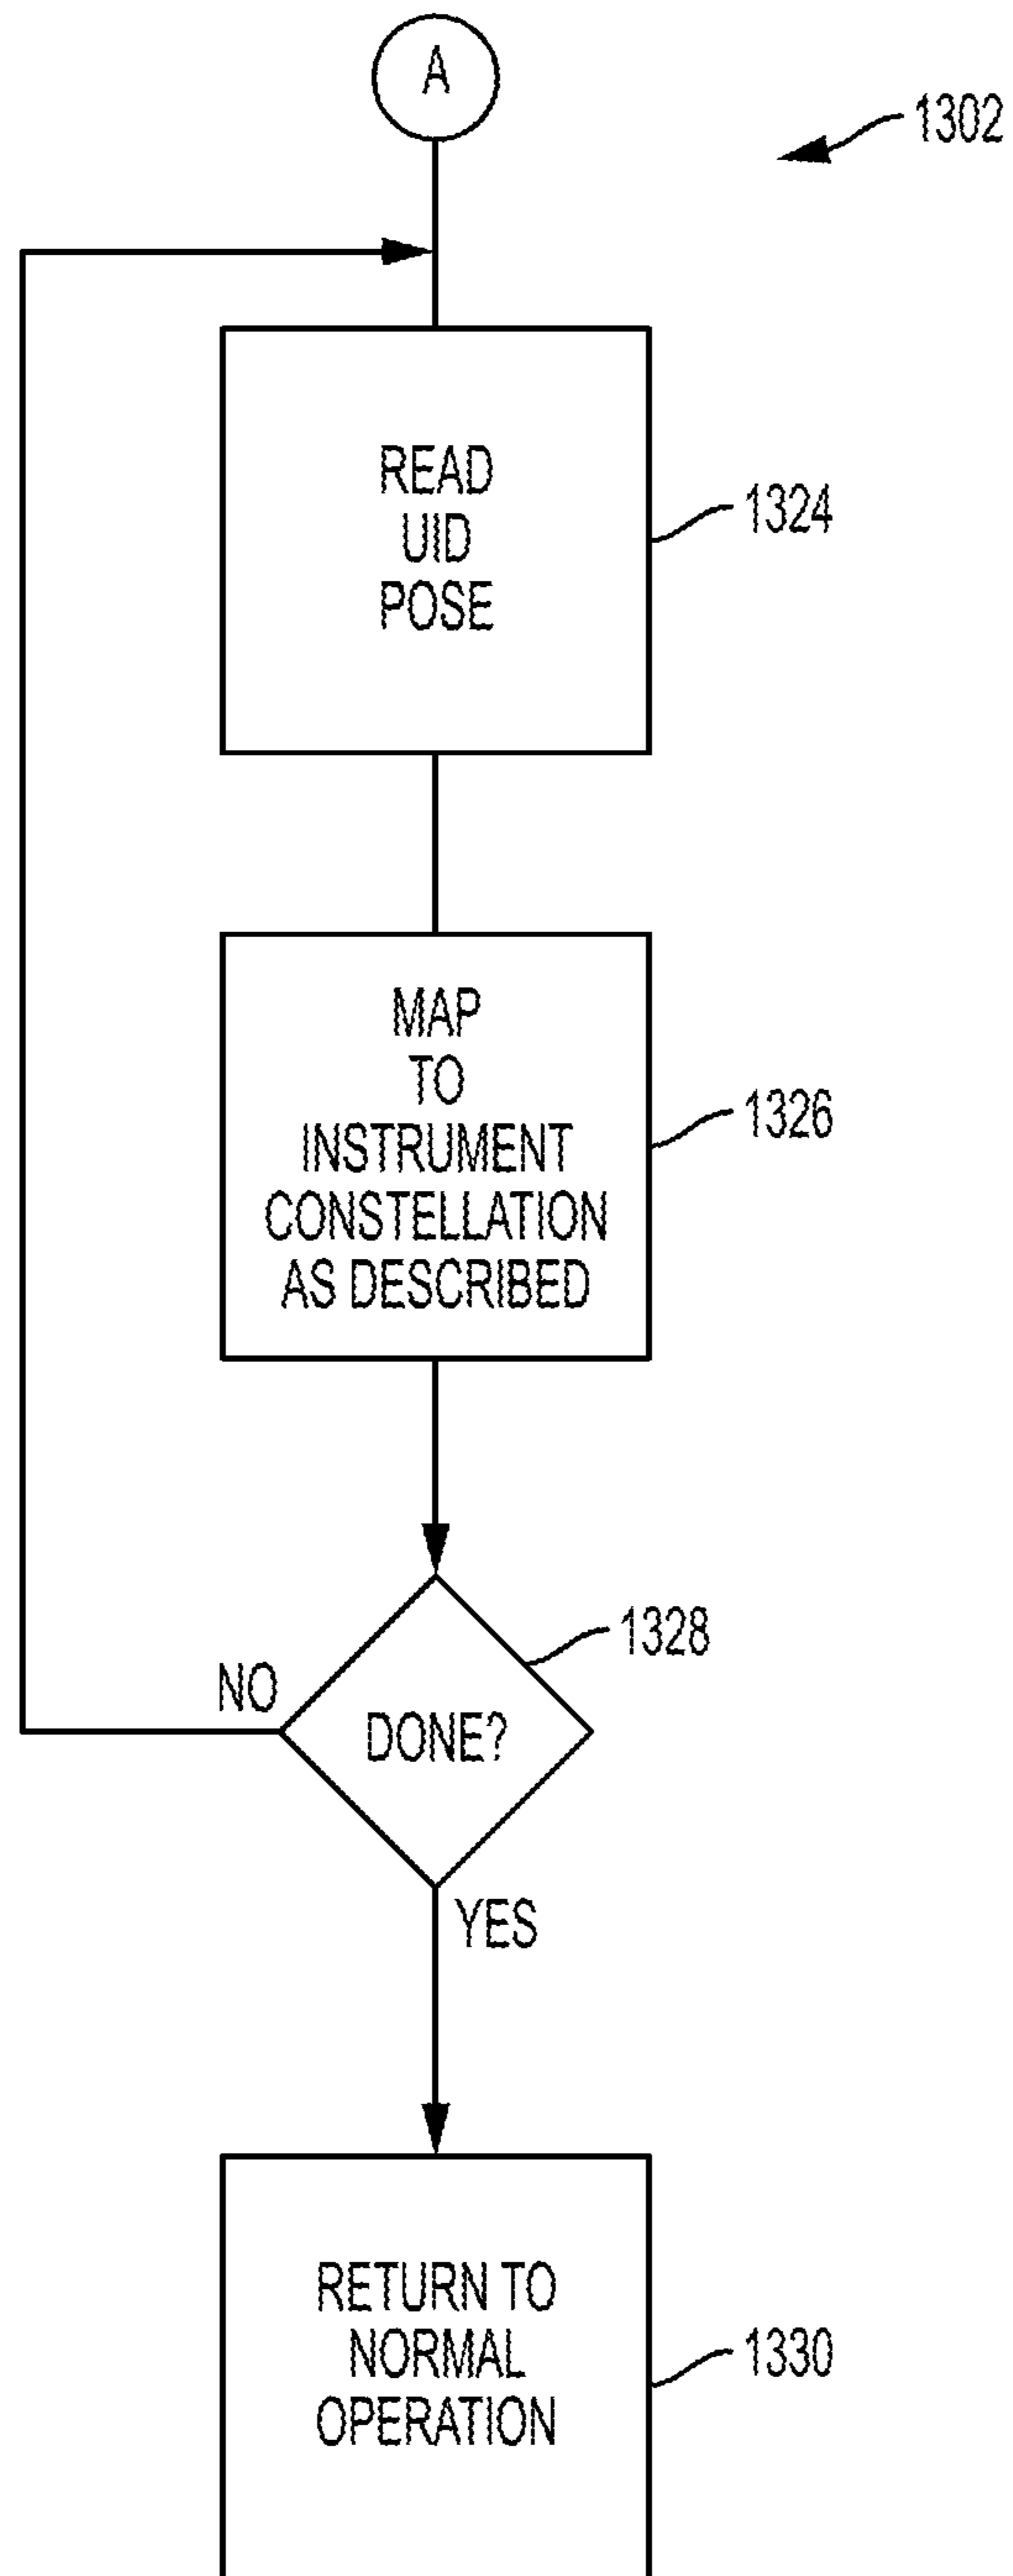 A
1302
READ
UID
POSE
1324
MAP
TO
INSTRUMENT
CONSTELLATION
AS DESCRIBED
1326
1328
NO
DONE?
YES
RETURN TO
NORMAL
OPERATION
1330